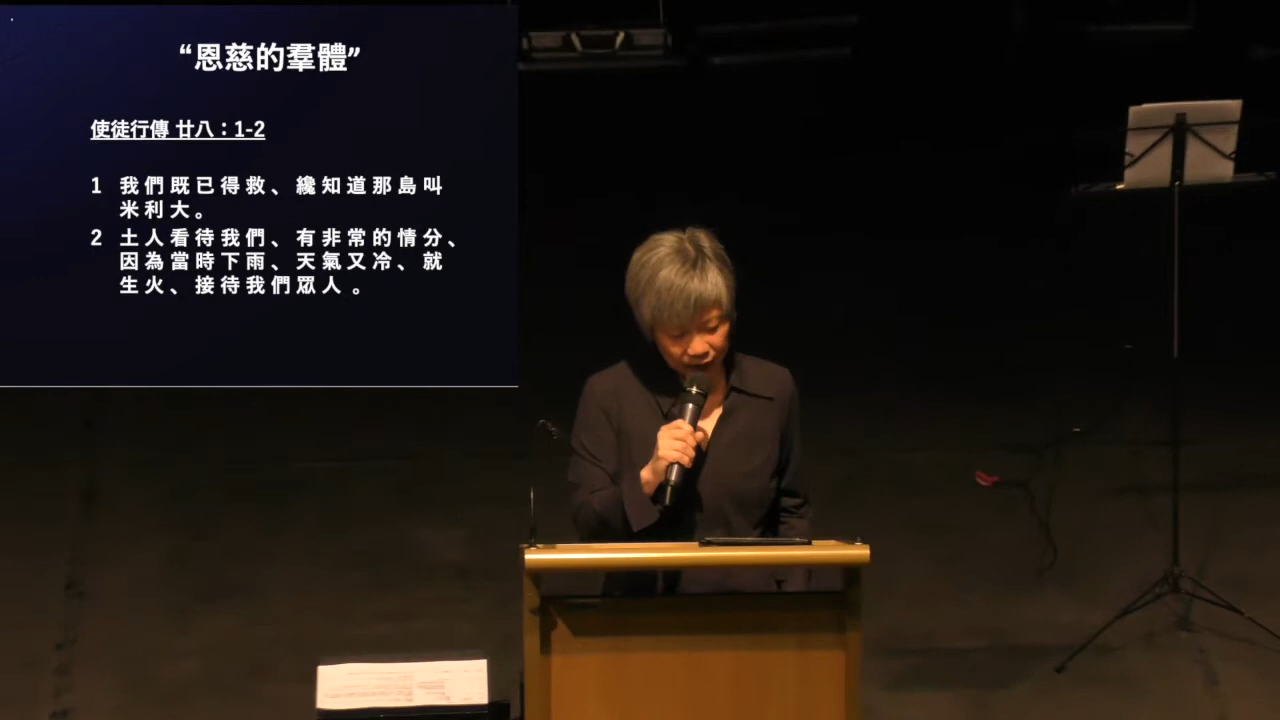 “恩慈的羣體”
使徒行傳 廿八：1-2
1 我們既已得救、纔知道那島叫
米利大。
2 土人看待我們、有非常的情分、
因為當時下雨、天氣又冷、就
生火、接待我們眾人 。